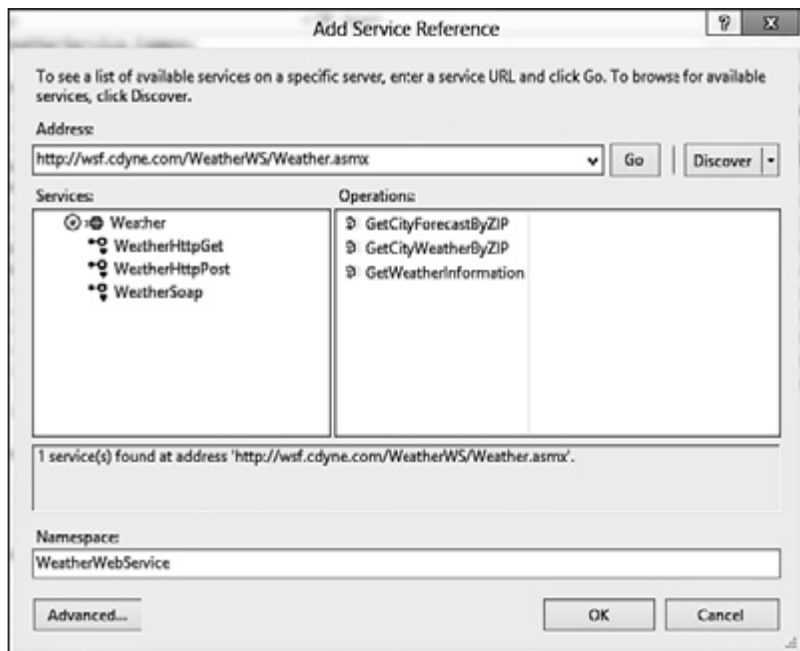 Add Service Reference
?
X
To see a list of available services on a specific server, enter a service URL and click Go. To browse for available
services, click Discover.
Address:
http://wsf.cdyne.com/WeatherWS/Weather.asmx
Go
Discover
Services:
Operations:
Weather
WeatherHttpGet
WeatherHttpPost
WeatherSoap
GetCityForecastByZIP
GetCityWeatherByZIP
GetWeatherInformation
1 service(s) found at address 'http://wsf.cdyne.com/WeatherWS/Weather.asmx'.
Namespace:
WeatherWebService
Advanced...
OK
Cancel